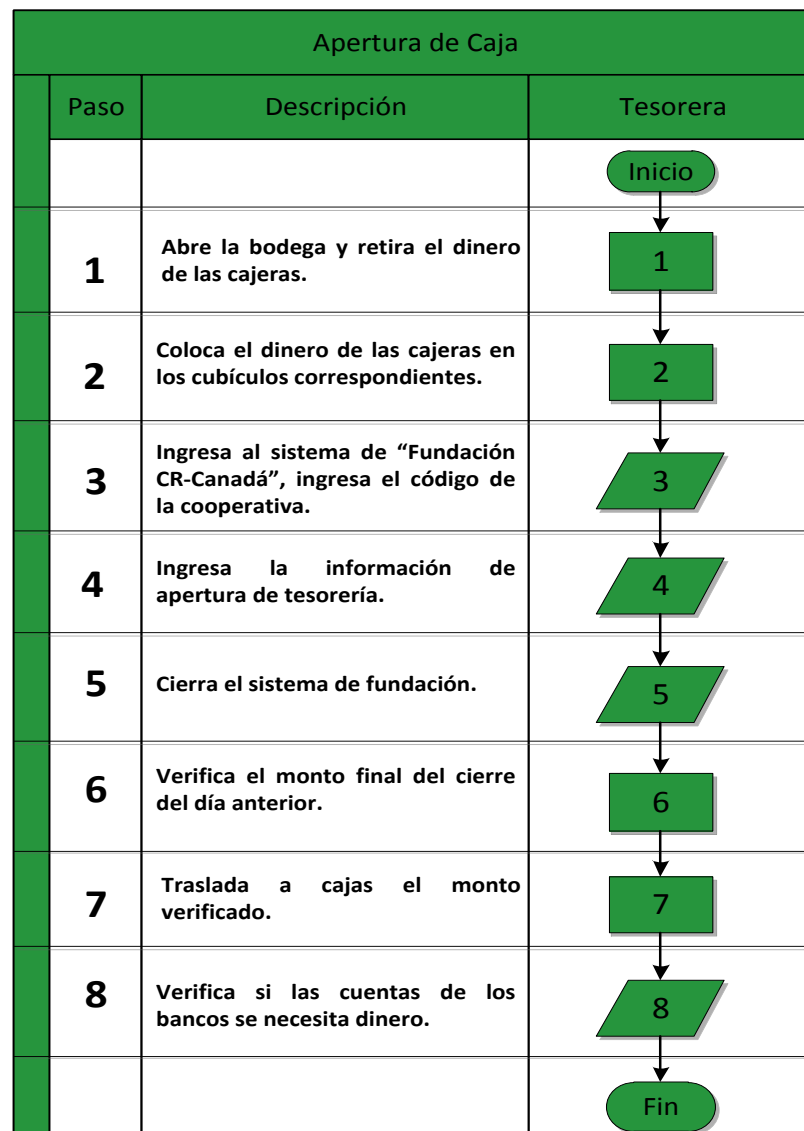 Apertura de Caja
Paso Descripción Tesorera
Inicio
1 Abre la bodega y retira el dinero
de las cajeras. 1
2 Coloca el dinero de las cajeras en
los cubículos correspondientes. 2
3 Ingresa al sistema de “Fundación
CR-Canadá”, ingresa el código de
la cooperativa. 3
4 Ingresa la información de
apertura de tesorería. 4
5 Cierra el sistema de fundación. 5
6 Verifica el monto final del cierre
del día anterior. 6
7 Traslada a cajas el monto
verificado. 7
8 Verifica si las cuentas de los
bancos se necesita dinero. 8
Fin